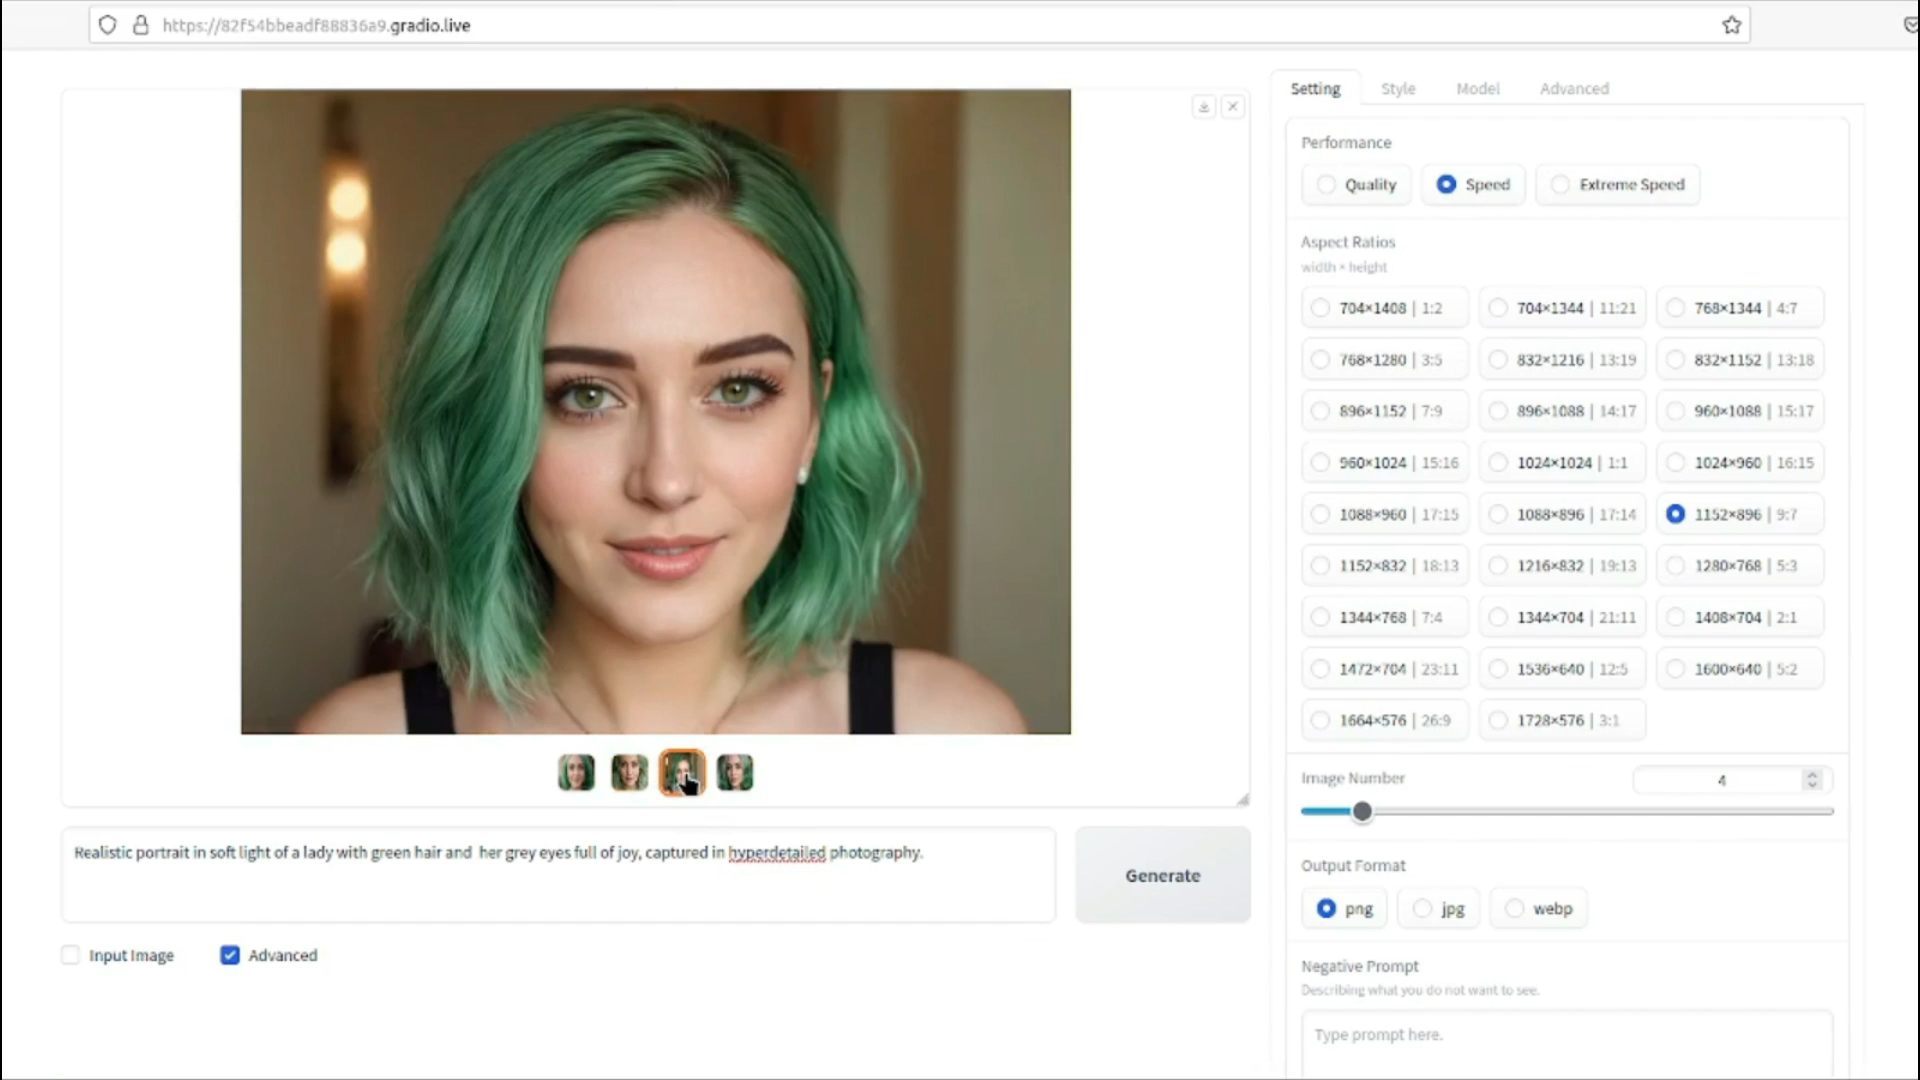 https://82f54bbeadf88836a9.gradio.live
Setting Style Model Advanced
Performance
Quality Speed Extreme Speed
Aspect Ratios
width × height
704×1408 | 1:2 704×1344 | 11:21 768×1344 | 4:7
768×1280 | 3:5 832×1216 | 13:19 832×1152 | 13:18
896×1152 | 7:9 896×1088 | 14:17 960×1088 | 15:17
960×1024 | 15:16 1024×1024 | 1:1 1024×960 | 16:15
1088×960 | 17:15 1088×896 | 17:14 1152×896 | 9:7
1152×832 | 18:13 1216×832 | 19:13 1280×768 | 5:3
1344×768 | 7:4 1344×704 | 21:11 1408×704 | 2:1
1472×704 | 23:11 1536×640 | 12:5 1600×640 | 5:2
1664×576 | 26:9 1728×576 | 3:1
Image Number 4
Realistic portrait in soft light of a lady with green hair and  her grey eyes full of joy, captured in hyperdetailed photography.
Generate
Output Format
png jpg webp
Input Image Advanced
Negative Prompt
Describing what you do not want to see.
Type prompt here.